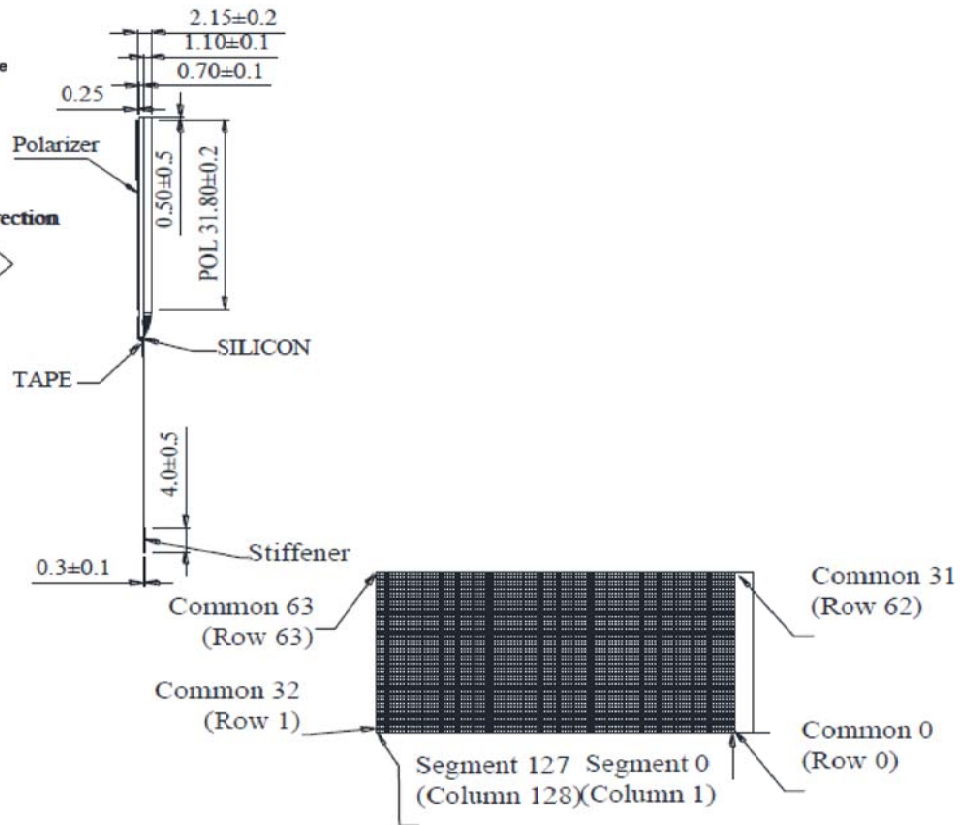 2.15±0.2
1.10±0.1
e
0.70±0.1
0.25
Polarizer
0.50±0.5
POL 31.80±0.2
ection
SILICON
TAPE
4.0±0.5
Stiffener
0.3±0.1
Common 63
(Row 63)
Common 31
(Row 62)
Common 32
(Row 1)
Common 0
(Row 0)
Segment 127 Segment 0
(Column 128)(Column 1)